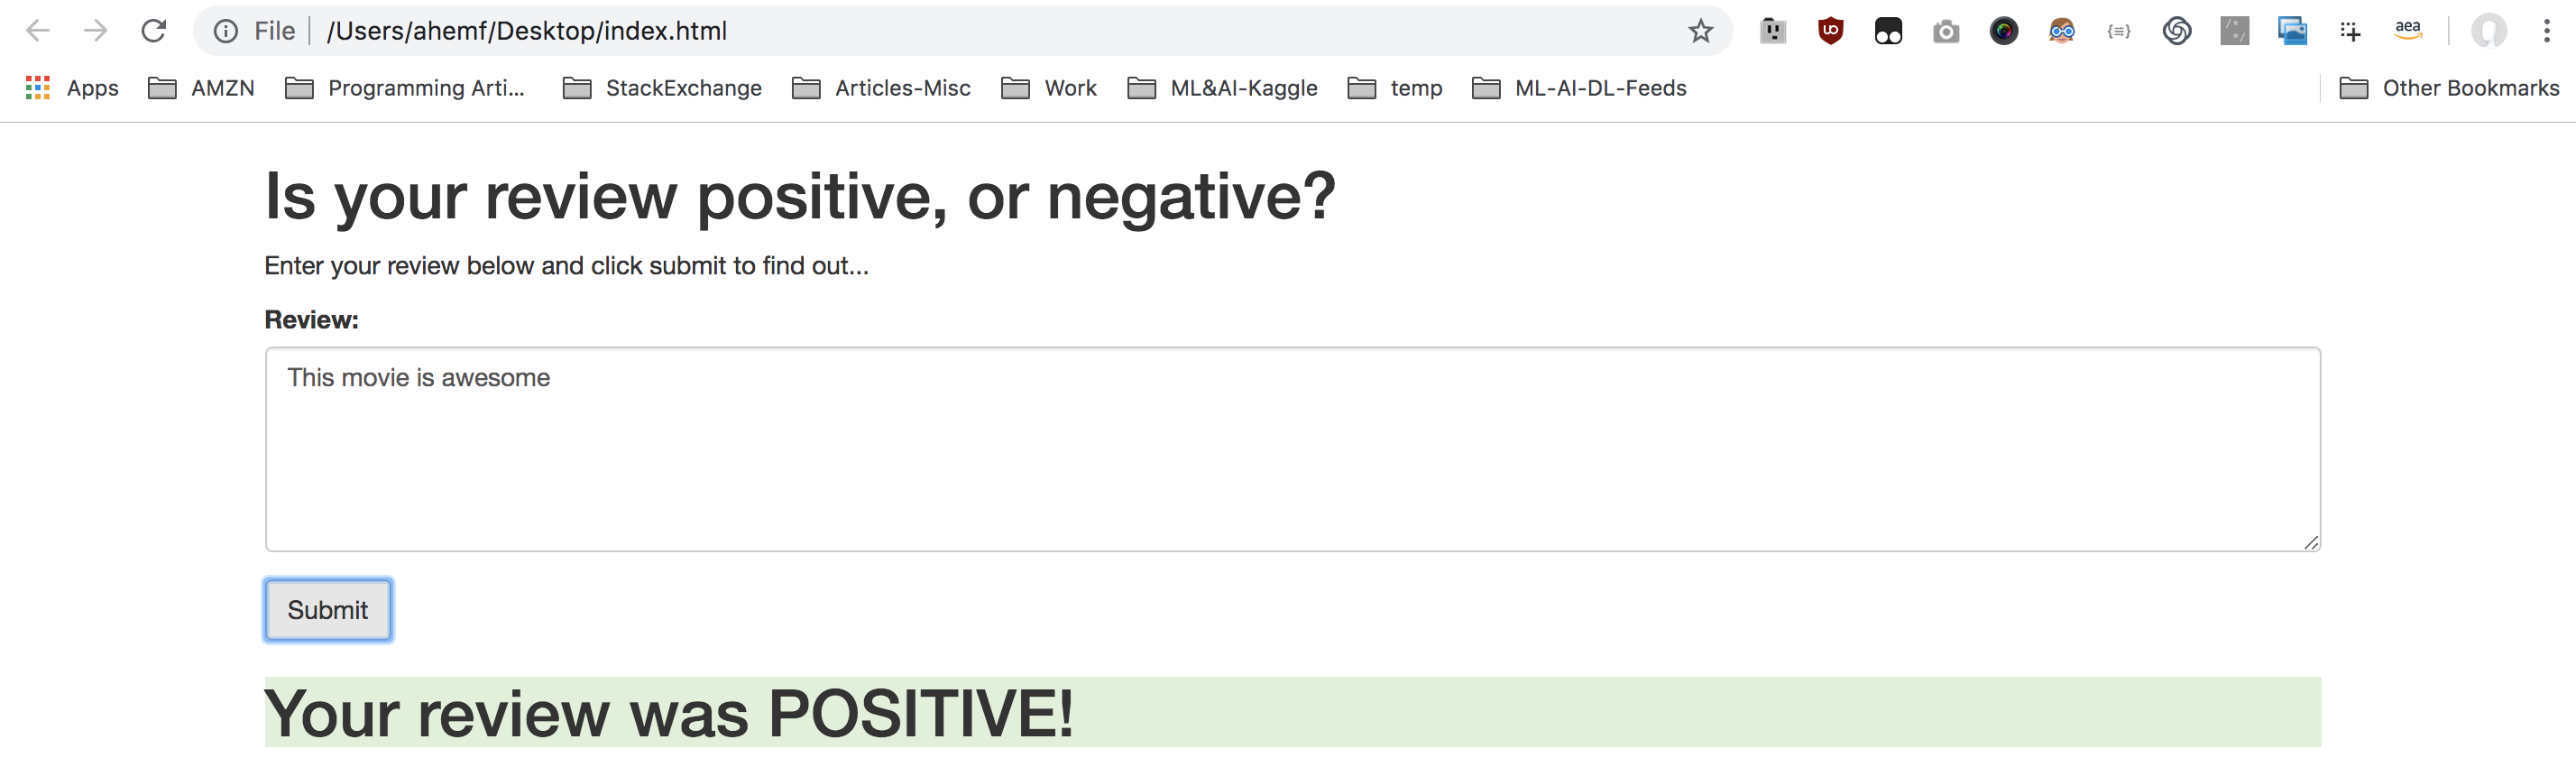 File | /Users/ahemf/Desktop/index.html
aea
Apps AMZN Programming Arti... StackExchange Articles-Misc Work ML&AI-Kaggle temp ML-AI-DL-Feeds Other Bookmarks
Is your review positive, or negative?
Enter your review below and click submit to find out...
Review:
This movie is awesome
Submit
Your review was POSITIVE!